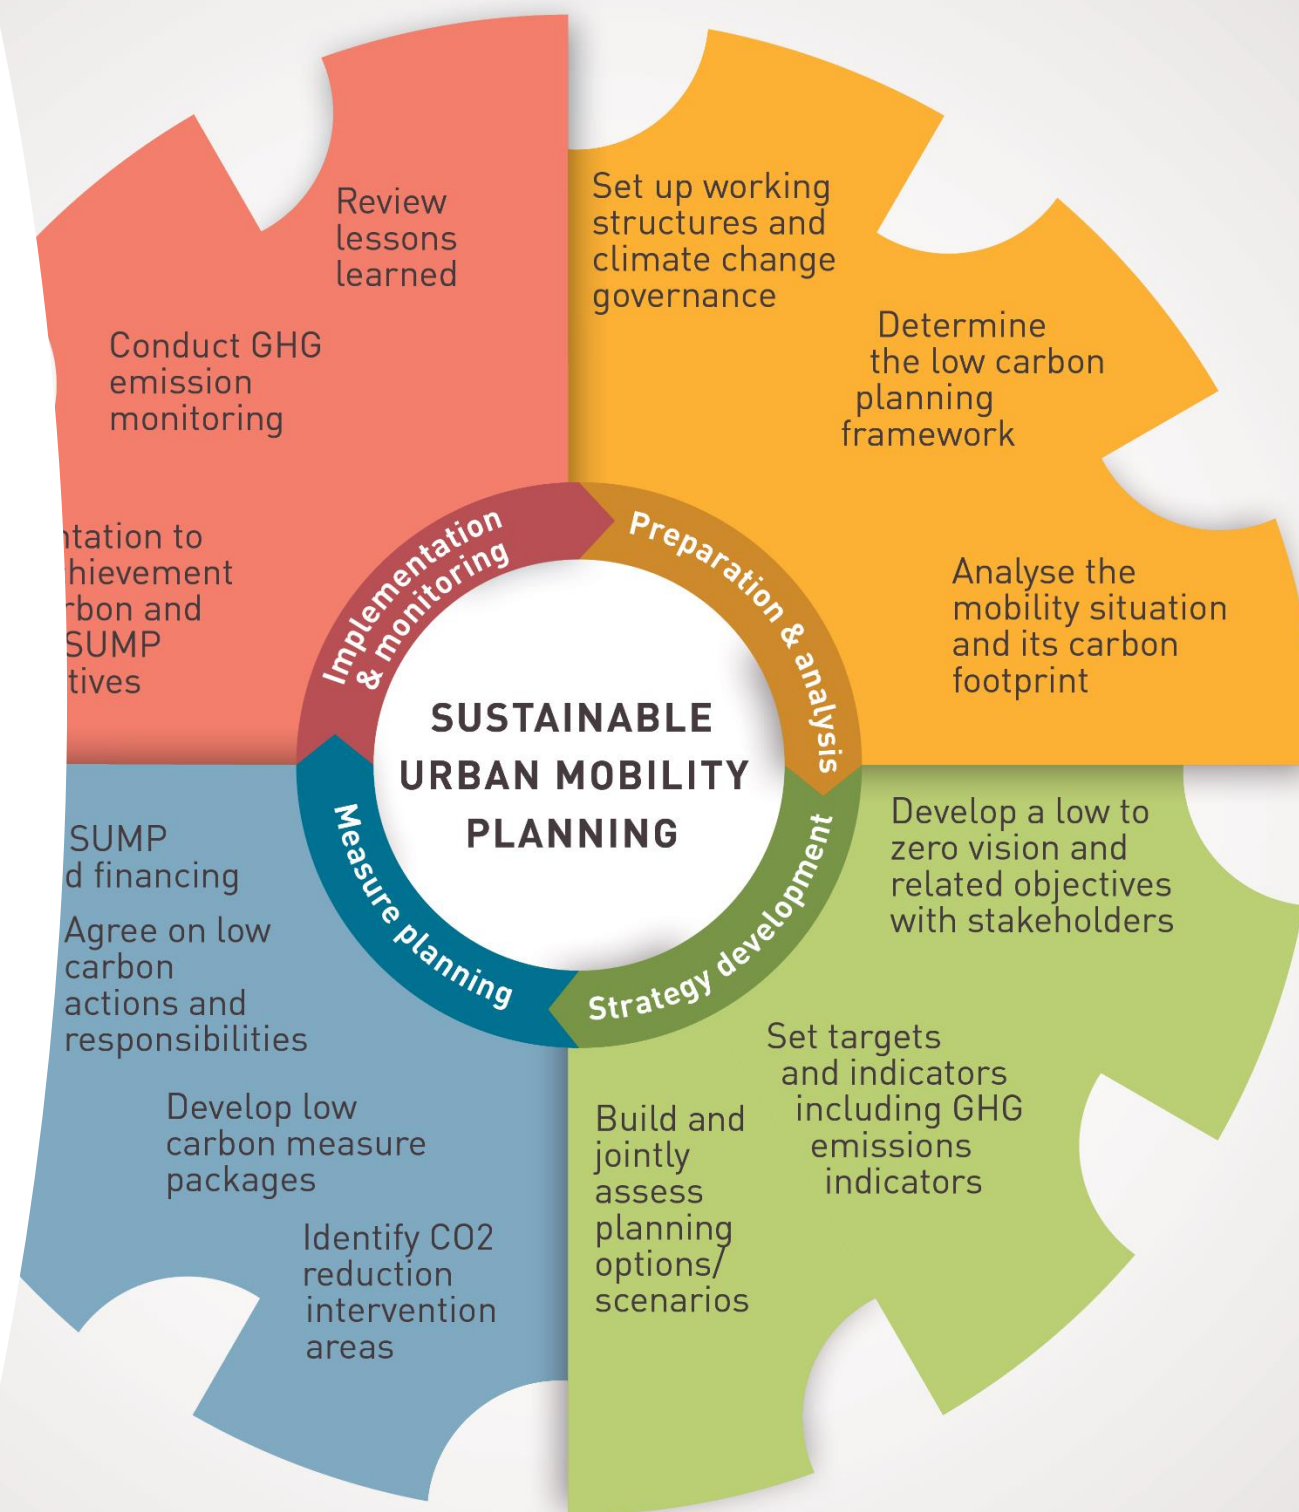 Review
lessons
learned
Conduct GHG
emission
monitoring
to
and
SUMP
Set up working
structures and
climate change
governance
Determine
the low carbon
planning
framework
Analyse the
mobility situation
and its carbon
footprint
Implementation
& monitoring
Preparation & analysis
Measure planning
Strategy development
SUSTAINABLE
URBAN MOBILITY
PLANNING
Develop a low to
zero vision and
related objectives
with stakeholders
Set targets
and indicators
including GHG
emissions
indicators
Build and
jointly
assess
planning
options/
scenarios
SUMP
financing
Agree on low
carbon
actions and
responsibilities
Develop low
carbon measure
packages
Identify CO2
reduction
intervention
areas